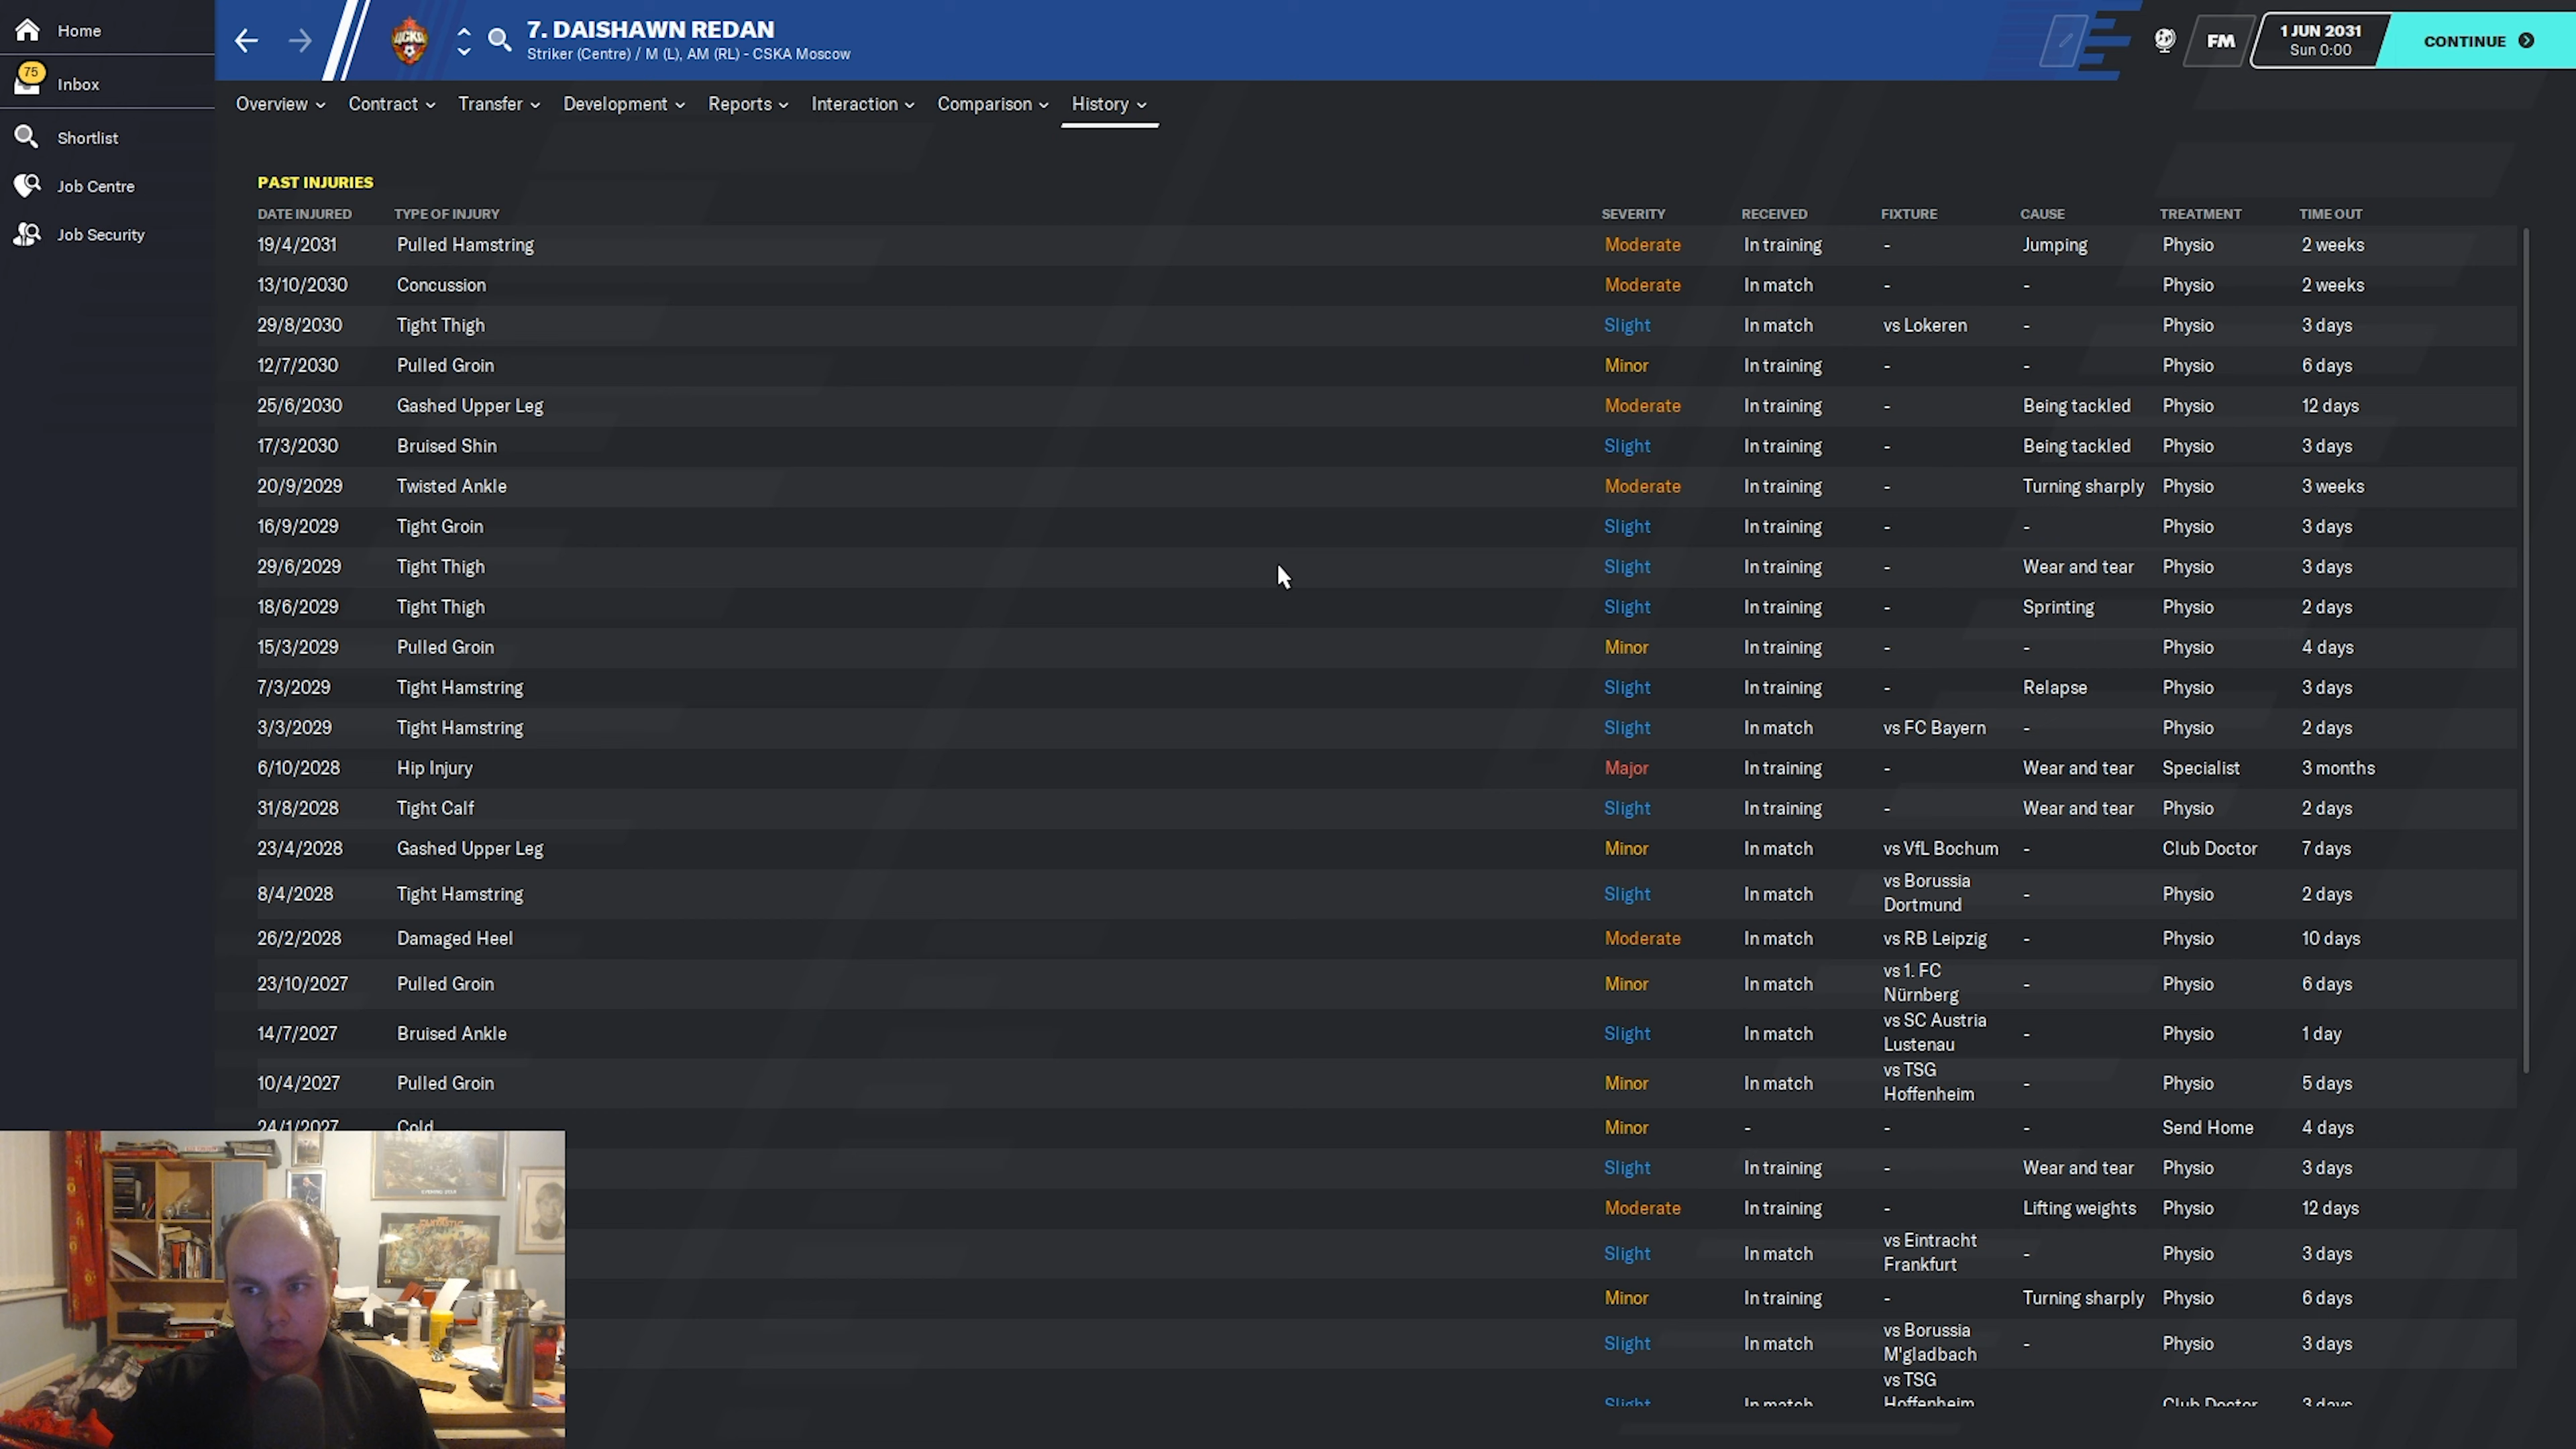 Home
75
Inbox
Shortlist
Job Centre
Job Security
7. DAISHAWN REDAN
Striker (Centre) / M (L), AM (RL) - CSKA Moscow
FM
1 JUN 2031
Sun 0:00
CONTINUE
Overview Contract Transfer Development Reports Interaction Comparison History
PAST INJURIES
DATE INJURED TYPE OF INJURY SEVERITY RECEIVED FIXTURE CAUSE TREATMENT TIME OUT
19/4/2031 Pulled Hamstring Moderate In training - Jumping Physio 2 weeks
13/10/2030 Concussion Moderate In match - - Physio 2 weeks
29/8/2030 Tight Thigh Slight In match vs Lokeren - Physio 3 days
12/7/2030 Pulled Groin Minor In training - - Physio 6 days
25/6/2030 Gashed Upper Leg Moderate In training - Being tackled Physio 12 days
17/3/2030 Bruised Shin Slight In training - Being tackled Physio 3 days
20/9/2029 Twisted Ankle Moderate In training - Turning sharply Physio 3 weeks
16/9/2029 Tight Groin Slight In training - - Physio 3 days
29/6/2029 Tight Thigh Slight In training - Wear and tear Physio 3 days
18/6/2029 Tight Thigh Slight In training - Sprinting Physio 2 days
15/3/2029 Pulled Groin Minor In training - - Physio 4 days
7/3/2029 Tight Hamstring Slight In training - Relapse Physio 3 days
3/3/2029 Tight Hamstring Slight In match vs FC Bayern - Physio 2 days
6/10/2028 Hip Injury Major In training - Wear and tear Specialist 3 months
31/8/2028 Tight Calf Slight In training - Wear and tear Physio 2 days
23/4/2028 Gashed Upper Leg Minor In match vs VfL Bochum - Club Doctor 7 days
8/4/2028 Tight Hamstring Slight In match vs Borussia Dortmund - Physio 2 days
26/2/2028 Damaged Heel Moderate In match vs RB Leipzig - Physio 10 days
23/10/2027 Pulled Groin Minor In match vs 1. FC Nürnberg - Physio 6 days
14/7/2027 Bruised Ankle Slight In match vs SC Austria Lustenau - Physio 1 day
10/4/2027 Pulled Groin Minor In match vs TSG Hoffenheim - Physio 5 days
24/1/2027 Cold Minor - - - Send Home 4 days
Slight In training - Wear and tear Physio 3 days
Moderate In training - Lifting weights Physio 12 days
Slight In match vs Eintracht Frankfurt - Physio 3 days
Minor In training - Turning sharply Physio 6 days
Slight In match vs Borussia M'gladbach - Physio 3 days
Slight In match vs TSG Hoffenheim Club Doctor 3 days